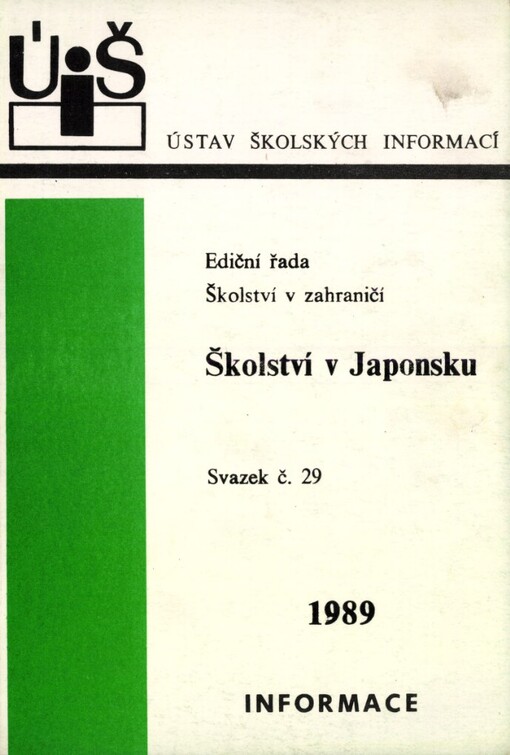 ÚIŠ
ÚSTAV ŠKOLSKÝCH INFORMACÍ
Ediční řada
Školství v zahraničí
Školství v Japonsku
Svazek č. 29
1989
INFORMACE